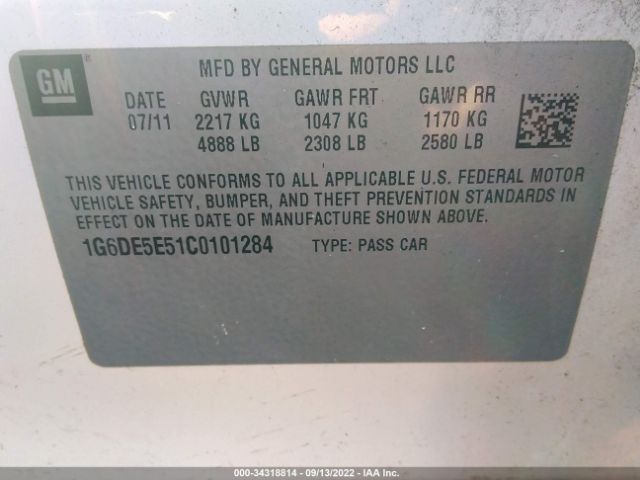 GM
MFD BY GENERAL MOTORS LLC
DATE GVWR GAWR FRT GAWR RR
07/11 2217 KG 1047 KG 1170 KG
4888 LB 2308 LB 2580 LB
THIS VEHICLE CONFORMS TO ALL APPLICABLE U.S. FEDERAL MOTOR
VEHICLE SAFETY, BUMPER, AND THEFT PREVENTION STANDARDS IN
EFFECT ON THE DATE OF MANUFACTURE SHOWN ABOVE.
1G6DE5E51C0101284 TYPE: PASS CAR
000-34318814 - 09/13/2022 - IAA Inc.